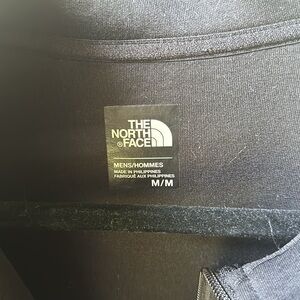 THE
NORTH
®FACE
MENS/HOMMES
MADE IN PHILIPPINES
FABRIQUÉ AUX PHILIPPINES
M/M